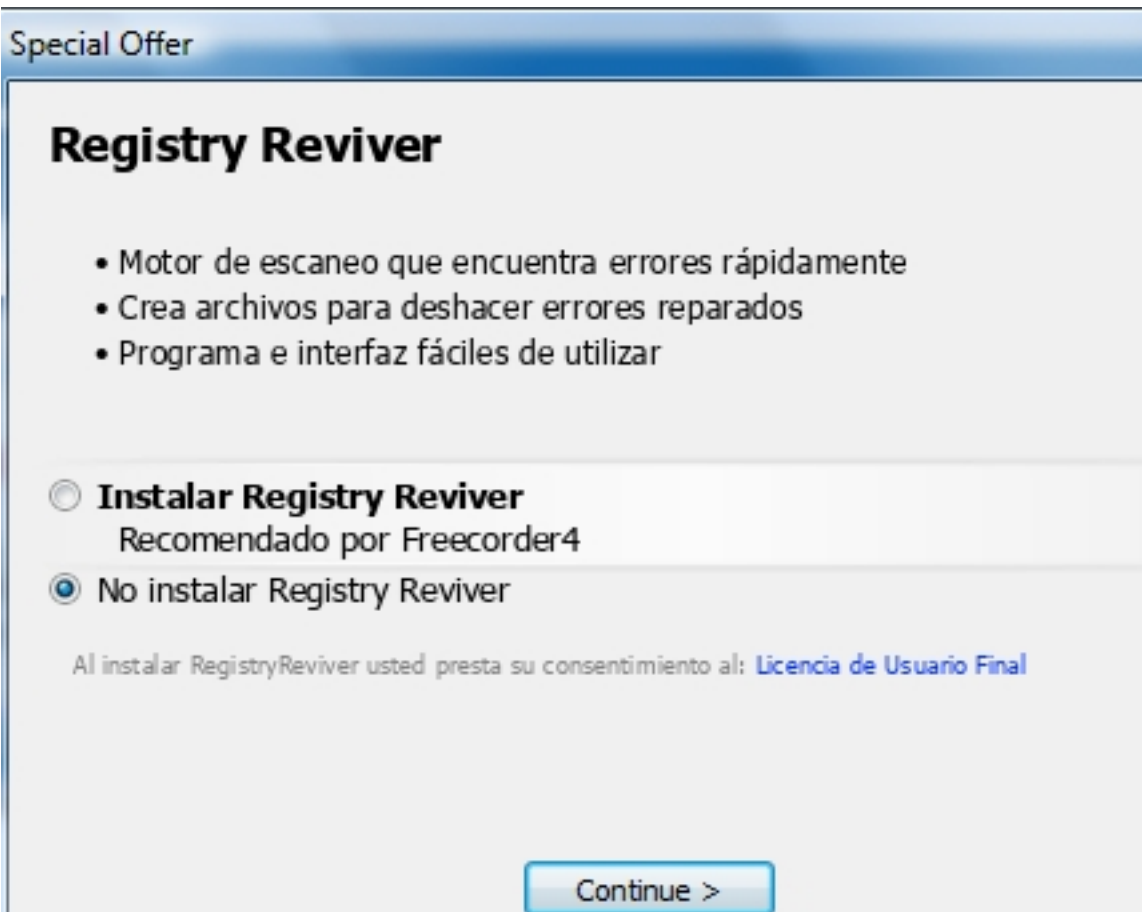 Special Offer
Registry Reviver
• Motor de escaneo que encuentra errores rápidamente
• Crea archivos para deshacer errores reparados
• Programa e interfaz fáciles de utilizar
Instalar Registry Reviver
Recomendado por Freecorder4
No instalar Registry Reviver
Al instalar RegistryReviver usted presta su consentimiento al: Licencia de Usuario Final
Continue >